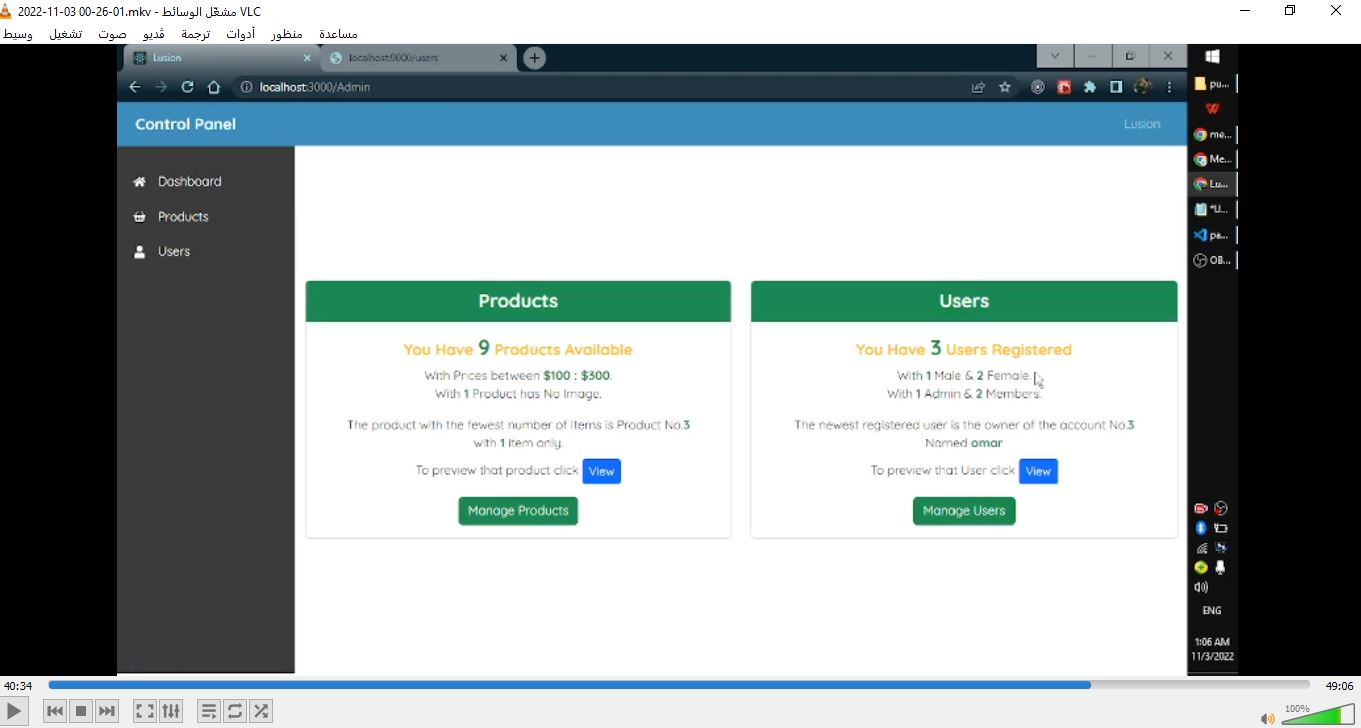 2022-11-03 00-26-01.mkv - مشغّل الوسائط VLC
وسيط تشغيل صوت ڤديو ترجمة أدوات منظور مساعدة
Lusion
localhost:9000/users
localhost:3000/Admin
Control Panel
Lusion
Dashboard
Products
Users
Products
You Have 9 Products Available
With Prices between $100 : $300.
With 1 Product has No Image.
The product with the fewest number of items is Product No.3
with 1 item only.
To preview that product click View
Manage Products
Users
You Have 3 Users Registered
With 1 Male & 2 Female.
With 1 Admin & 2 Members.
The newest registered user is the owner of the account No.3
Named omar
To preview that User click View
Manage Users
pu...
me...
Me...
Lu...
*U...
pa...
OB...
ENG
1:06 AM
11/3/2022
40:34
49:06
100%